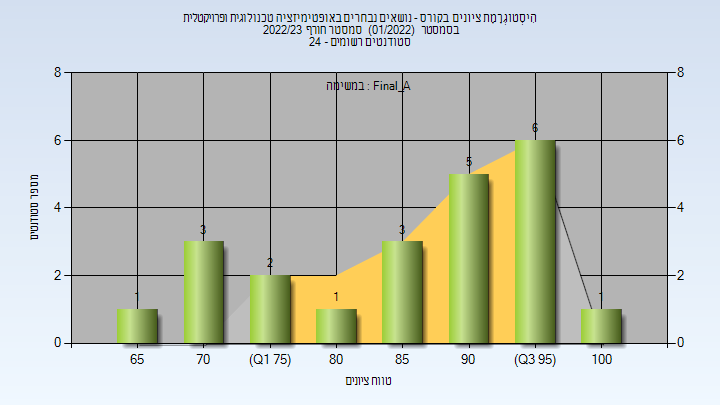 הִיסְטוֹגְרָמַת ציונים בקורס - נושאים נבחרים באופטימיזציה טכנולוגית ופרויקטלית
בסמסטר (01/2022) סמסטר חורף 2022/23
סטודנטים רשומים - 24
במשימה : Final_A
מספר סטודנטים
8 8
6 6
4 4
2 2
0 0
1 3 2 1 3 5 6 1
65 70 (Q1 75) 80 85 90 (Q3 95) 100
טווח ציונים